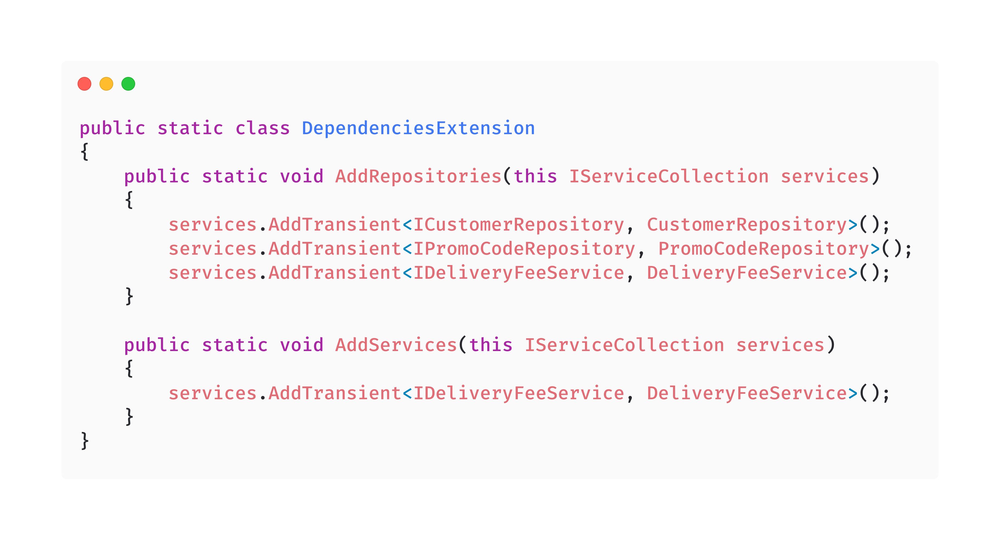 public static class DependenciesExtension
{
    public static void AddRepositories(this IServiceCollection services)
    {
        services.AddTransient<ICustomerRepository, CustomerRepository>();
        services.AddTransient<IPromoCodeRepository, PromoCodeRepository>();
        services.AddTransient<IDeliveryFeeService, DeliveryFeeService>();
    }

    public static void AddServices(this IServiceCollection services)
    {
        services.AddTransient<IDeliveryFeeService, DeliveryFeeService>();
    }
}